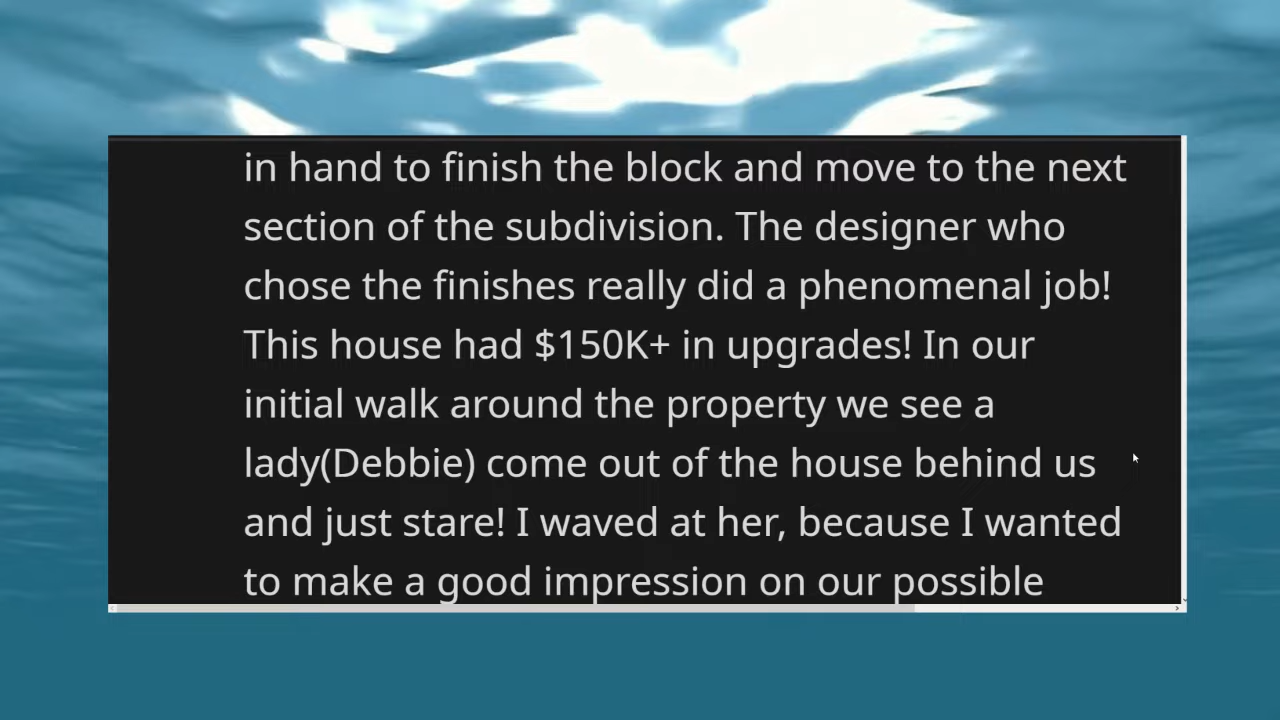 in hand to finish the block and move to the next
section of the subdivision. The designer who
chose the finishes really did a phenomenal job!
This house had $150K+ in upgrades! In our
initial walk around the property we see a
lady(Debbie) come out of the house behind us
and just stare! I waved at her, because I wanted
to make a good impression on our possible